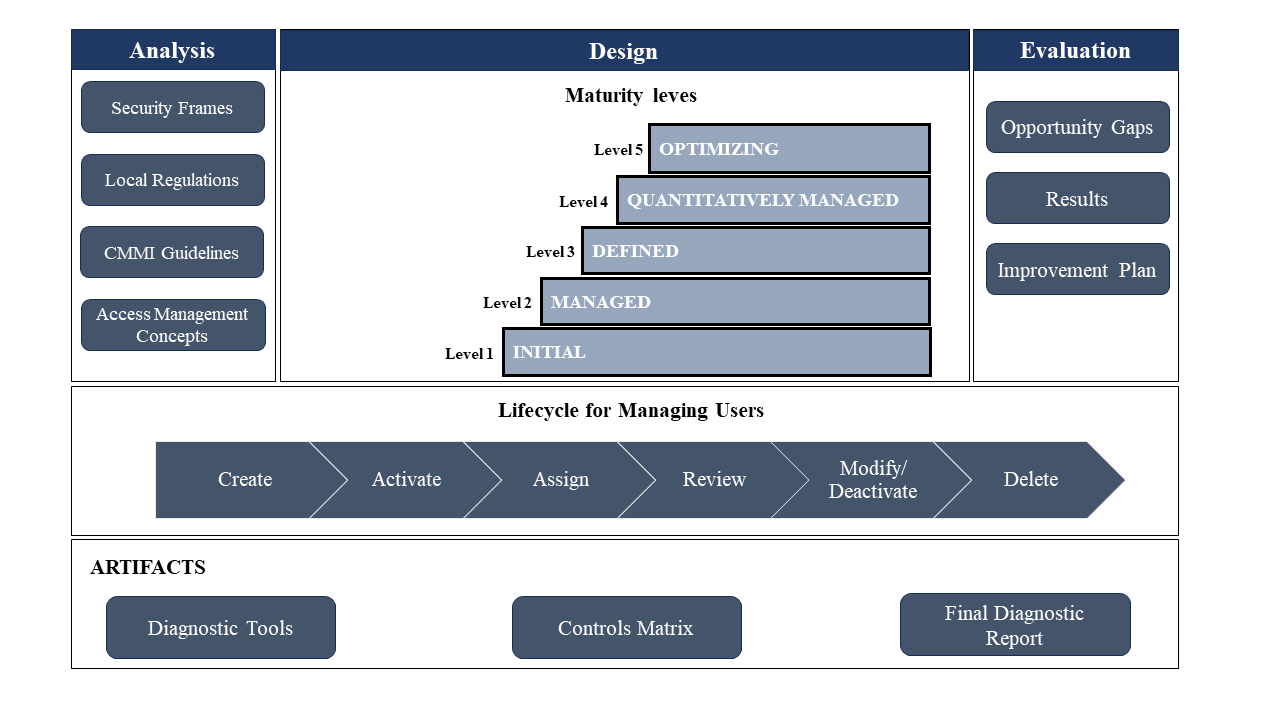 Analysis
Security Frames
Local Regulations
CMMI Guidelines
Access Management
Concepts
Design
Maturity leves
Level 5 OPTIMIZING
Level 4 QUANTITATIVELY MANAGED
Level 3 DEFINED
Level 2 MANAGED
Level 1 INITIAL
Evaluation
Opportunity Gaps
Results
Improvement Plan
Lifecycle for Managing Users
Create
Activate
Assign
Review
Modify/
Deactivate
Delete
ARTIFACTS
Diagnostic Tools
Controls Matrix
Final Diagnostic
Report